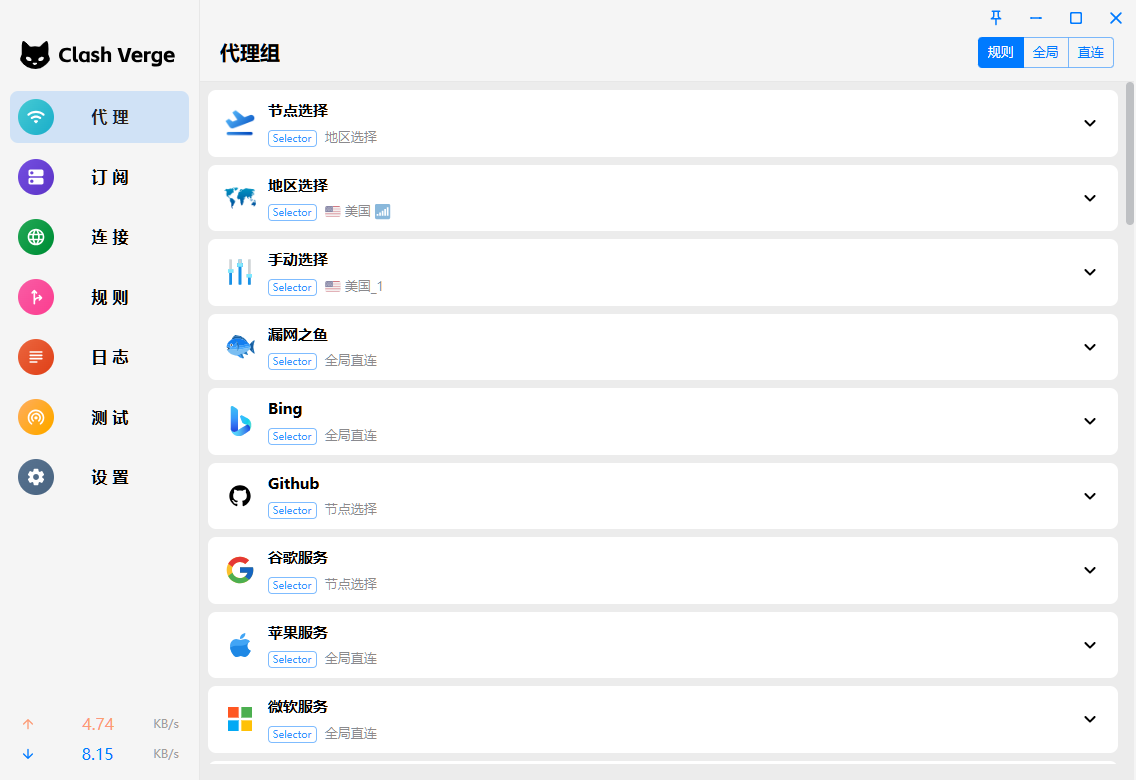 Clash Verge
代 理
订 阅
连 接
规 则
日 志
测 试
设 置
4.74 KB/s
8.15 KB/s
代理组
规则 全局 直连
节点选择
Selector 地区选择
地区选择
Selector 🇺🇸 美国 📶
手动选择
Selector 🇺🇸 美国_1
漏网之鱼
Selector 全局直连
Bing
Selector 全局直连
Github
Selector 节点选择
谷歌服务
Selector 节点选择
苹果服务
Selector 全局直连
微软服务
Selector 全局直连